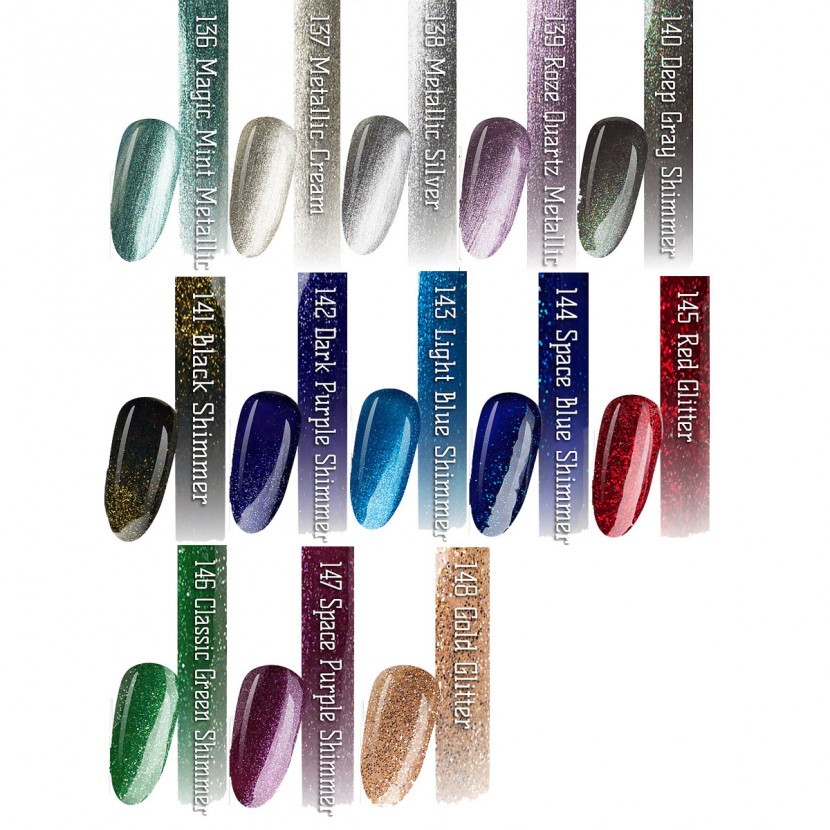 136 Magic Mint Metallic
137 Metallic Cream
138 Metallic Silver
139 Roze Quartz Metallic
140 Deep Gray Shimmer
141 Black Shimmer
142 Dark Purple Shimmer
143 Light Blue Shimmer
144 Space Blue Shimmer
145 Red Glitter
146 Classic Green Shimmer
147 Space Purple Shimmer
148 Gold Glitter